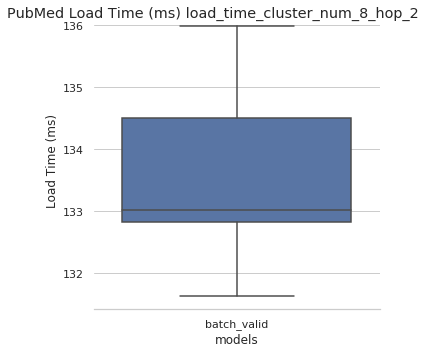 PubMed Load Time (ms) load_time_cluster_num_8_hop_2
136
135
134
133
132
Load Time (ms)
batch_valid
models